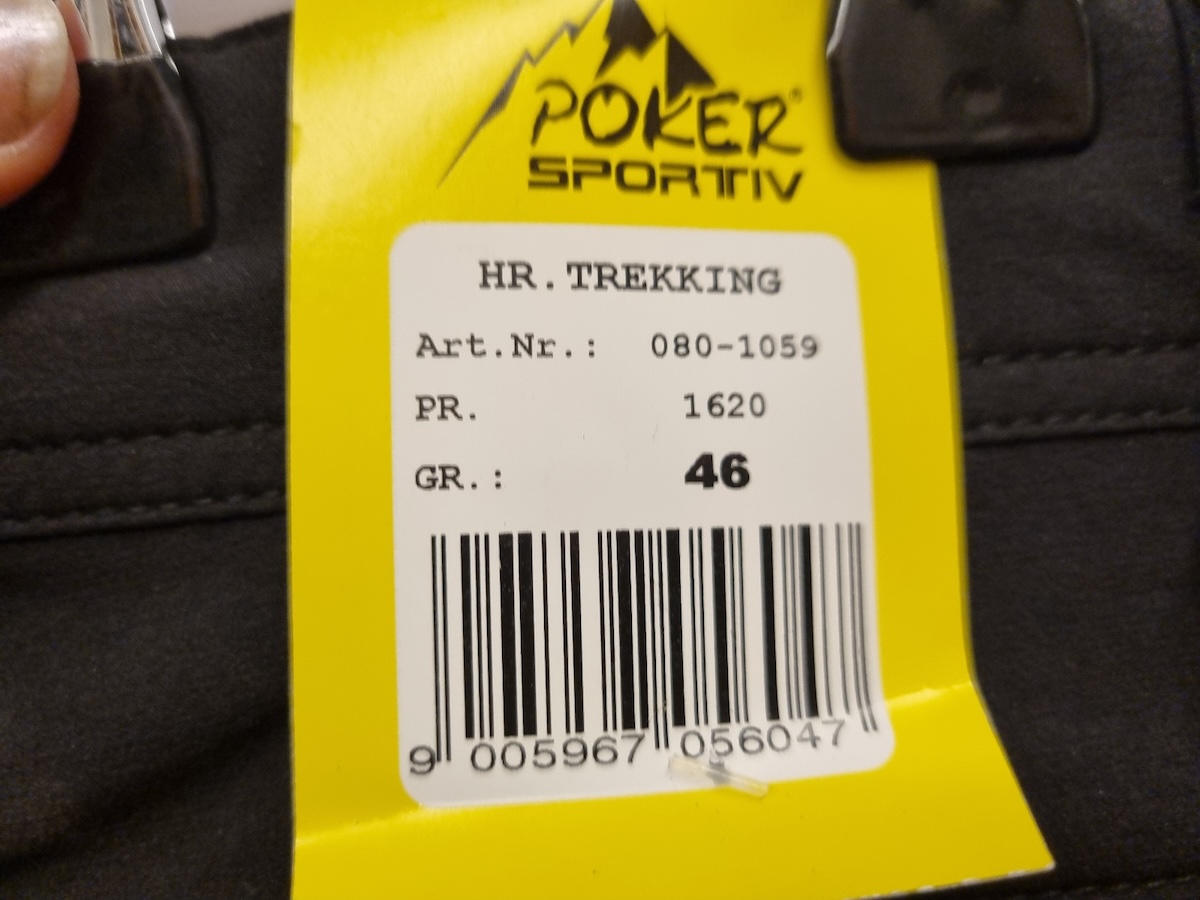 POKER®
SPORTIV
HR.TREKKING
Art.Nr.: 080-1059
PR. 1620
GR.: 46
9 005967 056047